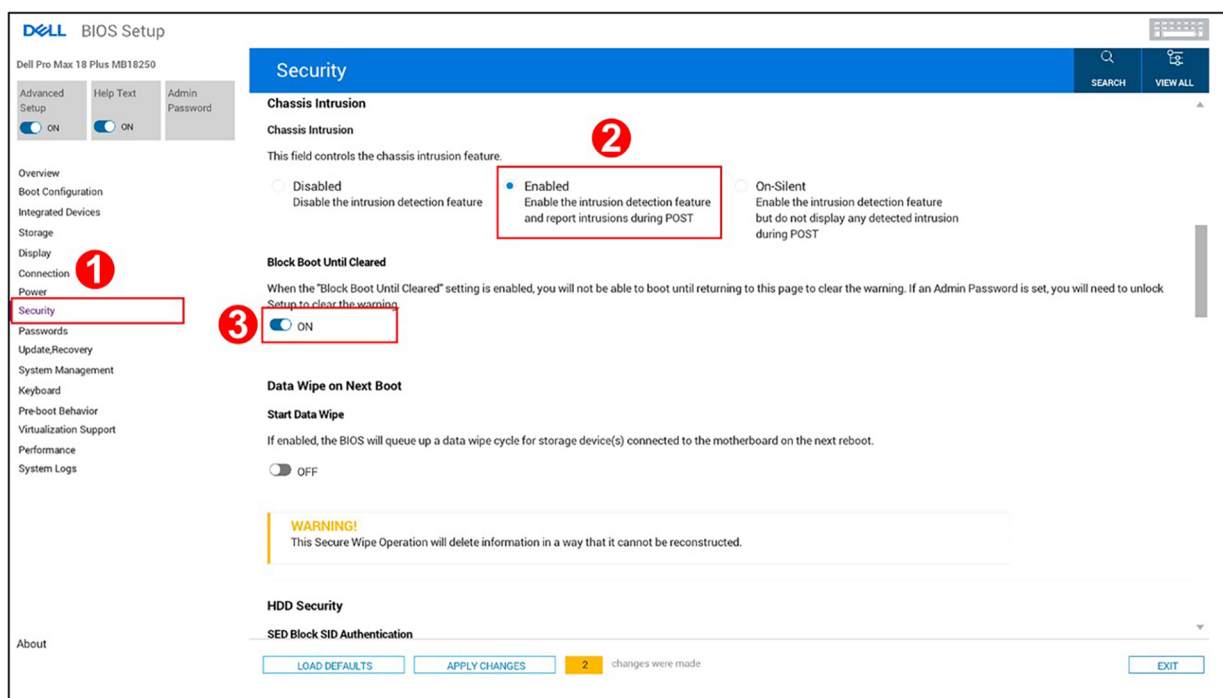 DELL BIOS Setup
Dell Pro Max 18 Plus MB18250
Advanced Setup
ON
Help Text
ON
Admin Password
Overview
Boot Configuration
Integrated Devices
Storage
Display
Connection
1
Power
Security
Passwords
Update,Recovery
System Management
Keyboard
Pre-boot Behavior
Virtualization Support
Performance
System Logs
About
Security
SEARCH
VIEW ALL
Chassis Intrusion
Chassis Intrusion
This field controls the chassis intrusion feature.
2
Disabled
Disable the intrusion detection feature
Enabled
Enable the intrusion detection feature
and report intrusions during POST
On-Silent
Enable the intrusion detection feature
but do not display any detected intrusion
during POST
Block Boot Until Cleared
When the "Block Boot Until Cleared" setting is enabled, you will not be able to boot until returning to this page to clear the warning. If an Admin Password is set, you will need to unlock
Setup to clear the warning.
3
ON
Data Wipe on Next Boot
Start Data Wipe
If enabled, the BIOS will queue up a data wipe cycle for storage device(s) connected to the motherboard on the next reboot.
OFF
WARNING!
This Secure Wipe Operation will delete information in a way that it cannot be reconstructed.
HDD Security
SED Block SID Authentication
LOAD DEFAULTS
APPLY CHANGES
2 changes were made
EXIT